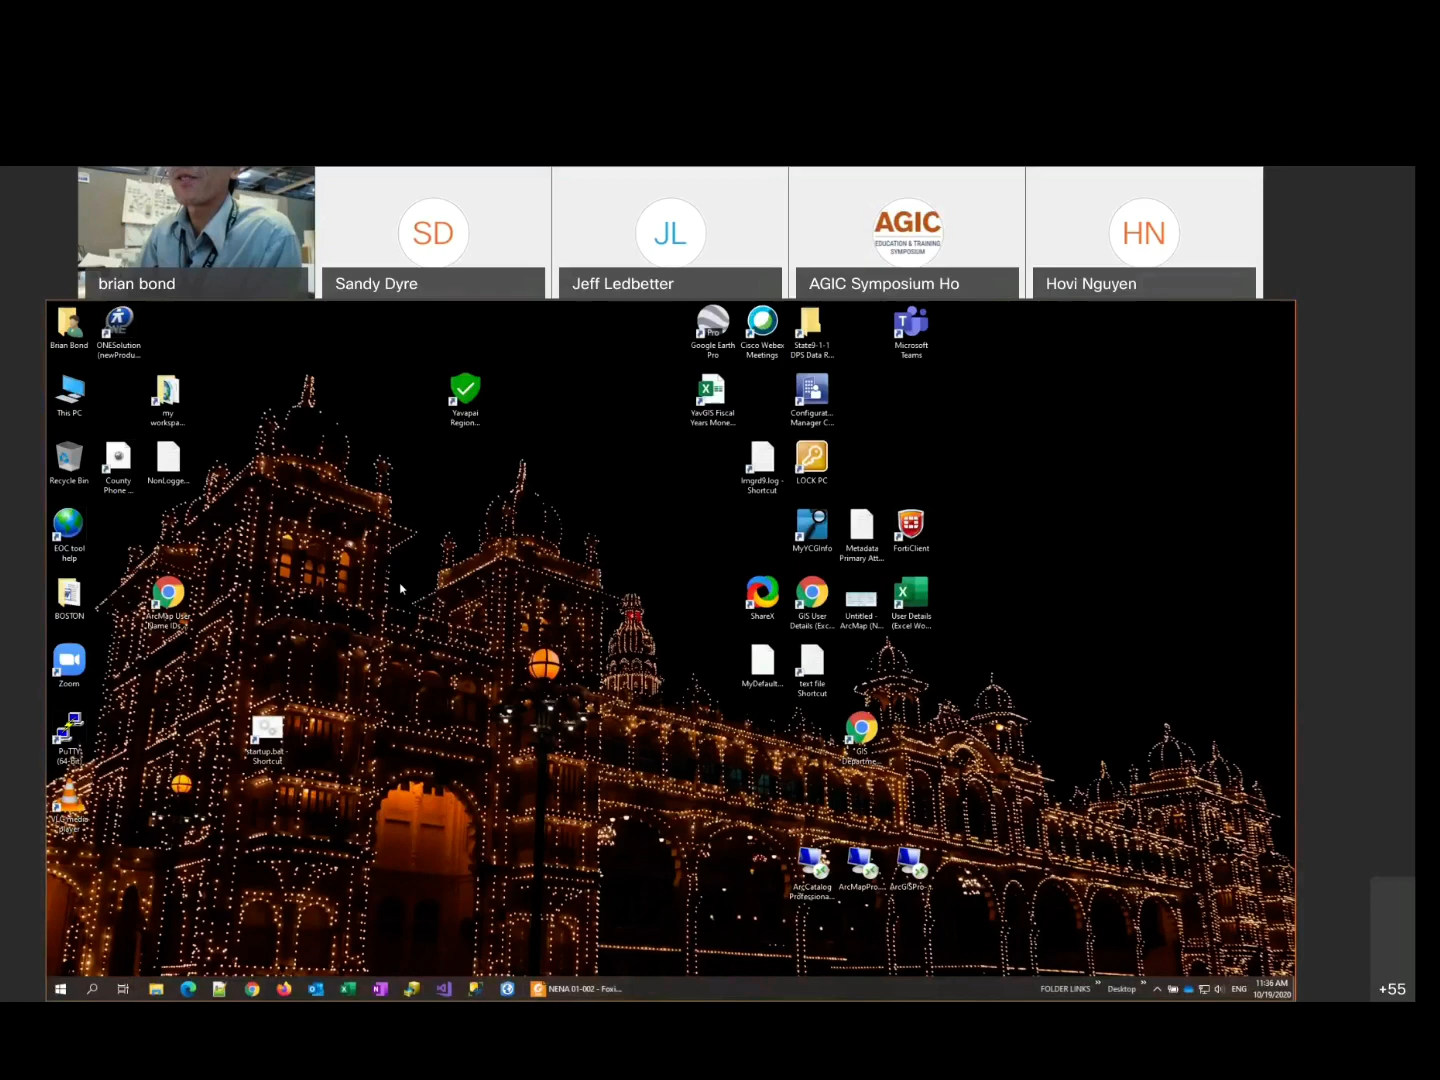 SD
JL
AGIC
EDUCATION & TRAINING
SYMPOSIUM
HN
brian bond
Sandy Dyre
Jeff Ledbetter
AGIC Symposium Ho
Hovi Nguyen
Brian Bond
ONESolution
(newProdu...
Google Earth
Pro
Cisco Webex
Meetings
State9-1-1
DPS Data R...
Microsoft
Teams
This PC
my
workspa...
Yavapai
Region...
YavGIS Fiscal
Years Mone...
Configurat...
Manager C...
Recycle Bin
County
Phone ...
NonLogge...
lmgrd9.log -
Shortcut
LOCK PC
EOC tool
help
MyYCGInfo
Metadata
Primary Att...
FortiClient
BOSTON
ArcMap User
Name IDs
ShareX
GIS User
Details (Exc...
Untitled -
ArcMap (N...
User Details
(Excel Wo...
Zoom
MyDefault...
text file
Shortcut
PuTTY
(64-bit)
startup.bat -
Shortcut
GIS
Departme...
VLC media
player
ArcCatalog
Professiona...
ArcMapPro...
ArcGISPro-...
NENA 01-002 - Foxi...
FOLDER LINKS
Desktop
ENG
11:36 AM
10/19/2020
+55